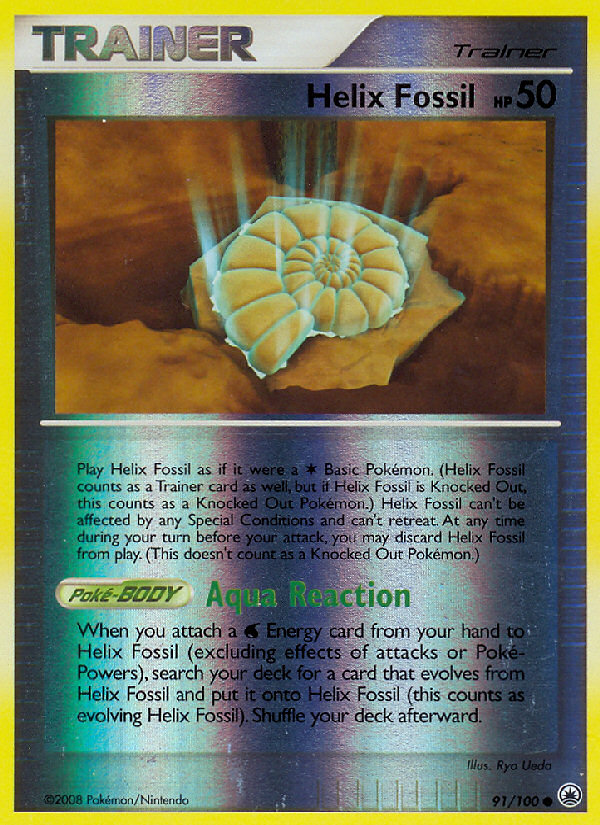 TRAINER
Trainer
Helix Fossil HP 50
Play Helix Fossil as if it were a Basic Pokémon. (Helix Fossil
counts as a Trainer card as well, but if Helix Fossil is Knocked Out,
this counts as a Knocked Out Pokémon.) Helix Fossil can't be
affected by any Special Conditions and can't retreat. At any time
during your turn before your attack, you may discard Helix Fossil
from play. (This doesn't count as a Knocked Out Pokémon.)
Poké-BODY Aqua Reaction
When you attach a Energy card from your hand to
Helix Fossil (excluding effects of attacks or Poké-
Powers), search your deck for a card that evolves from
Helix Fossil and put it onto Helix Fossil (this counts as
evolving Helix Fossil). Shuffle your deck afterward.
Illus. Ryo Ueda
©2008 Pokémon/Nintendo 91/100